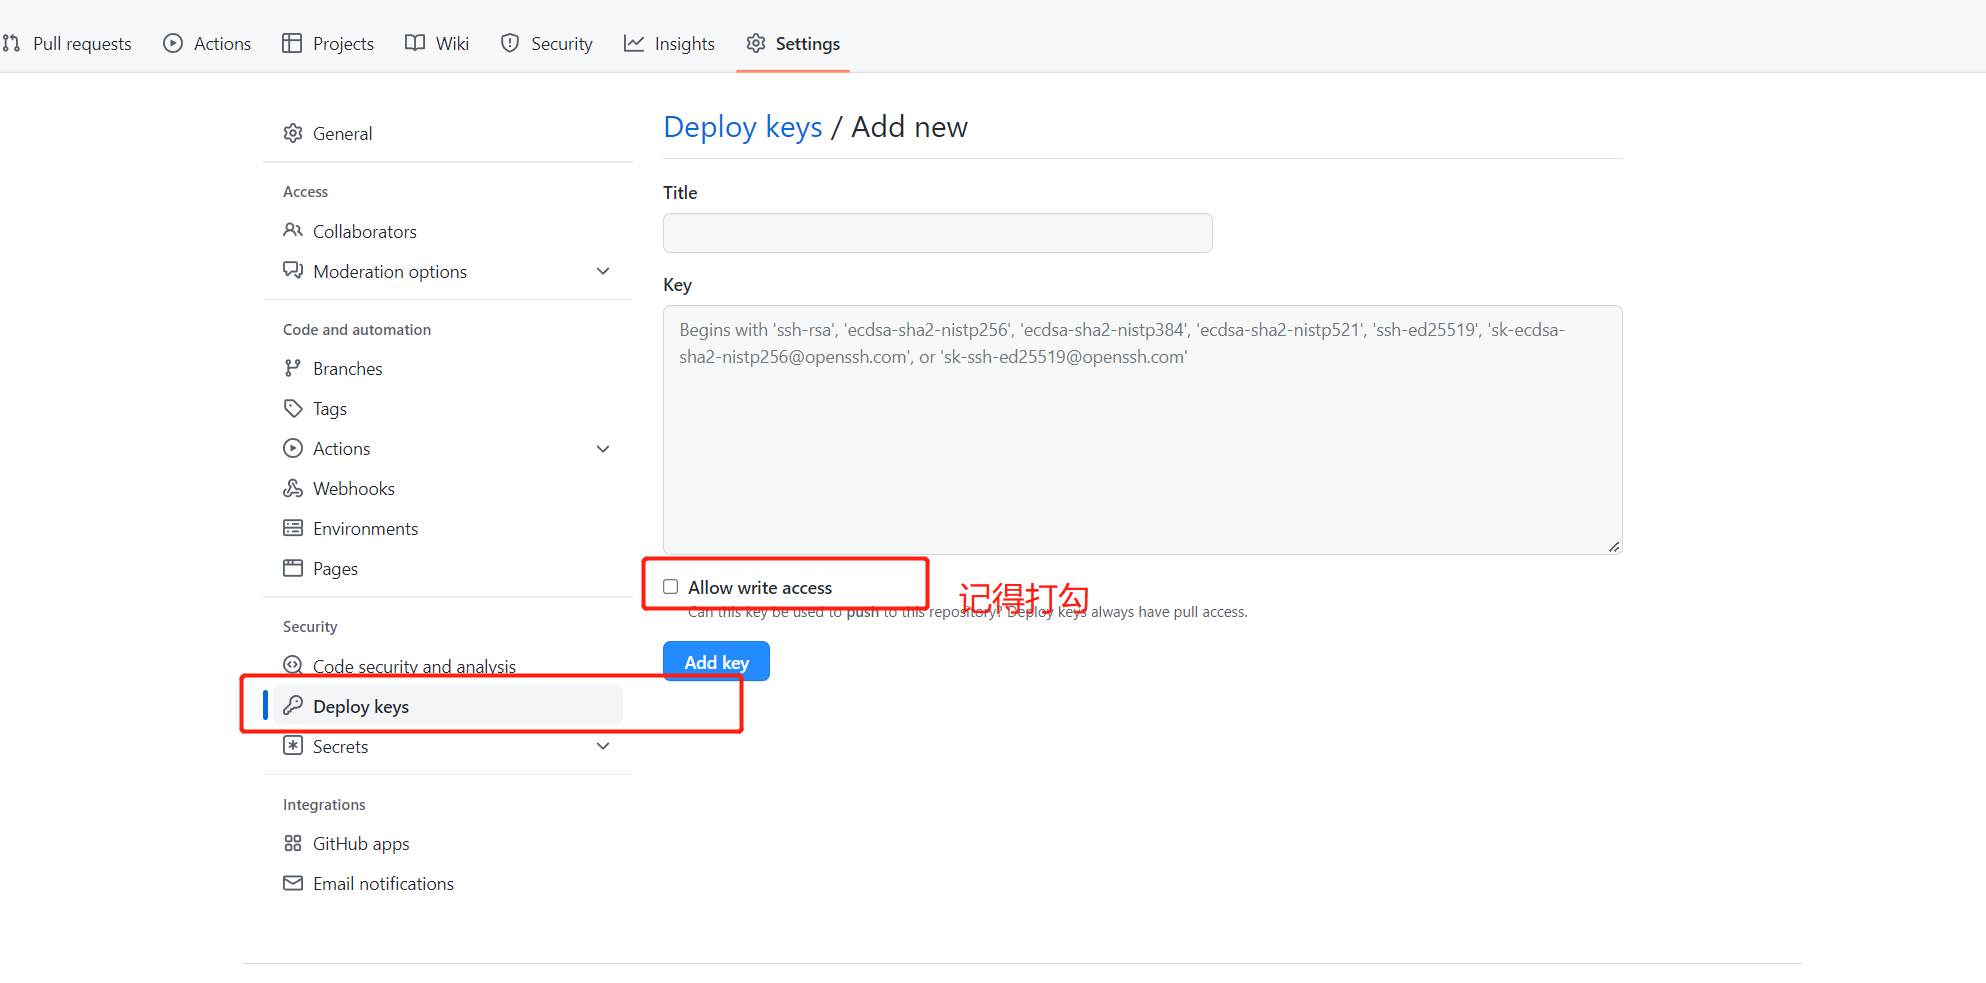 Pull requests
Actions
Projects
Wiki
Security
Insights
Settings
General
Access
Collaborators
Moderation options
Code and automation
Branches
Tags
Actions
Webhooks
Environments
Pages
Security
Code security and analysis
Deploy keys
Secrets
Integrations
GitHub apps
Email notifications
Deploy keys / Add new
Title
Key
Begins with 'ssh-rsa', 'ecdsa-sha2-nistp256', 'ecdsa-sha2-nistp384', 'ecdsa-sha2-nistp521', 'ssh-ed25519', 'sk-ecdsa-
sha2-nistp256@openssh.com', or 'sk-ssh-ed25519@openssh.com'
Allow write access
记得打勾
Can this key be used to push to this repository? Deploy keys always have pull access.
Add key